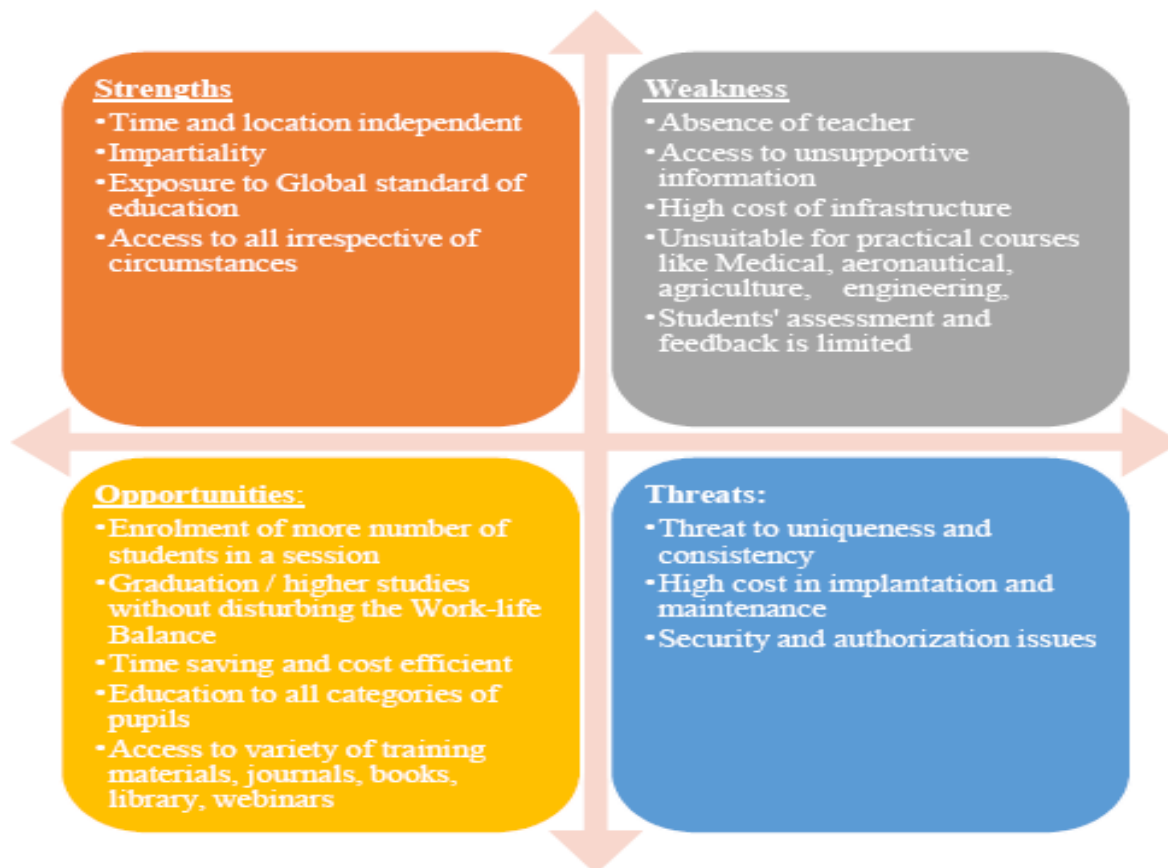 Strengths
•Time and location independent
•Impartiality
•Exposure to Global standard of
education
•Access to all irrespective of
circumstances
Weakness
•Absence of teacher
•Access to unsupportive
information
•High cost of infrastructure
•Unsuitable for practical courses
like Medical, aeronautical,
agriculture, engineering,
•Students' assessment and
feedback is limited
Opportunities:
•Enrolment of more number of
students in a session
•Graduation / higher studies
without disturbing the Work-life
Balance
•Time saving and cost efficient
•Education to all categories of
pupils
•Access to variety of training
materials, journals, books,
library, webinars
Threats:
•Threat to uniqueness and
consistency
•High cost in implantation and
maintenance
•Security and authorization issues